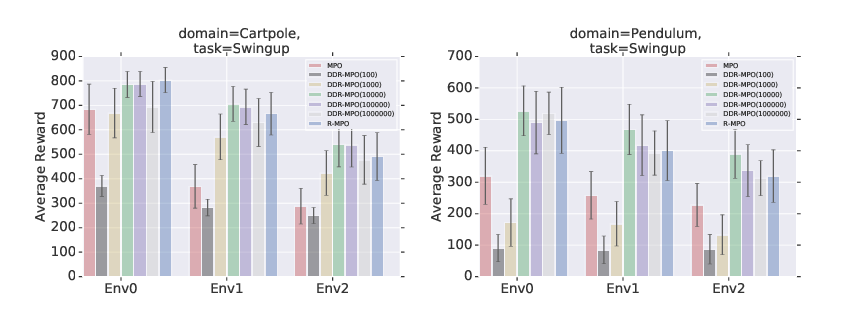 domain=Cartpole,
task=Swingup
900
800
700
600
500
400
300
200
100
0
Average Reward
MPO
DDR-MPO(100)
DDR-MPO(1000)
DDR-MPO(10000)
DDR-MPO(100000)
DDR-MPO(1000000)
R-MPO
Env0 Env1 Env2
domain=Pendulum,
task=Swingup
700
600
500
400
300
200
100
0
Average Reward
MPO
DDR-MPO(100)
DDR-MPO(1000)
DDR-MPO(10000)
DDR-MPO(100000)
DDR-MPO(1000000)
R-MPO
Env0 Env1 Env2